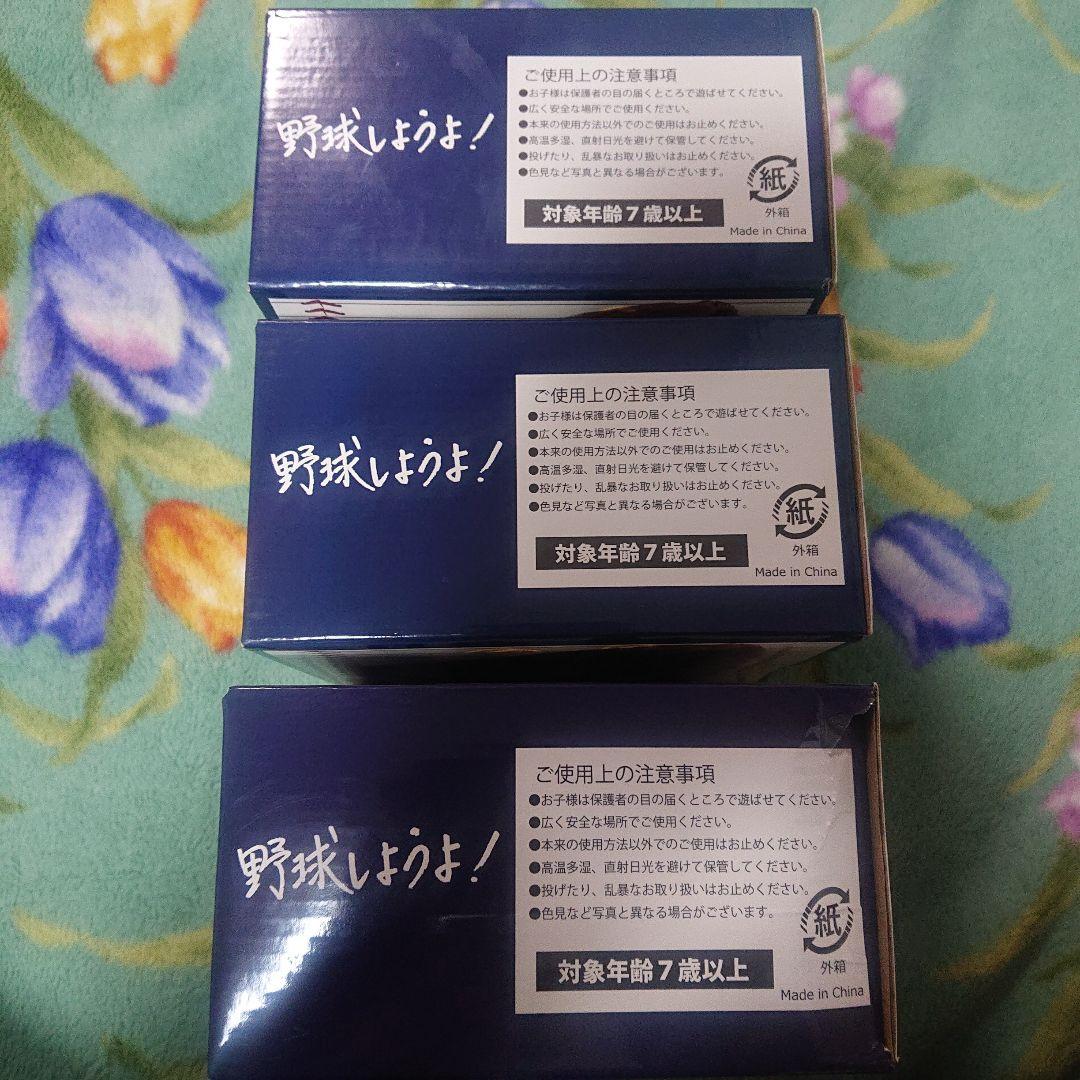 野球しようよ!
ご使用上の注意事項
●お子様は保護者の目の届くところで遊ばせてください。
●広く安全な場所でご使用ください。
●本来の使用方法以外でのご使用はお止めください。
●高温多湿、直射日光を避けて保管してください。
●投げたり、乱暴なお取り扱いはお止めください。
●色見など写真と異なる場合がございます。
対象年齢7歳以上
紙
外箱
Made in China
野球しようよ!
ご使用上の注意事項
●お子様は保護者の目の届くところで遊ばせてください。
●広く安全な場所でご使用ください。
●本来の使用方法以外でのご使用はお止めください。
●高温多湿、直射日光を避けて保管してください。
●投げたり、乱暴なお取り扱いはお止めください。
●色見など写真と異なる場合がございます。
対象年齢7歳以上
紙
外箱
Made in China
野球しようよ!
ご使用上の注意事項
●お子様は保護者の目の届くところで遊ばせてください。
●広く安全な場所でご使用ください。
●本来の使用方法以外でのご使用はお止めください。
●高温多湿、直射日光を避けて保管してください。
●投げたり、乱暴なお取り扱いはお止めください。
●色見など写真と異なる場合がございます。
対象年齢7歳以上
紙
外箱
Made in China